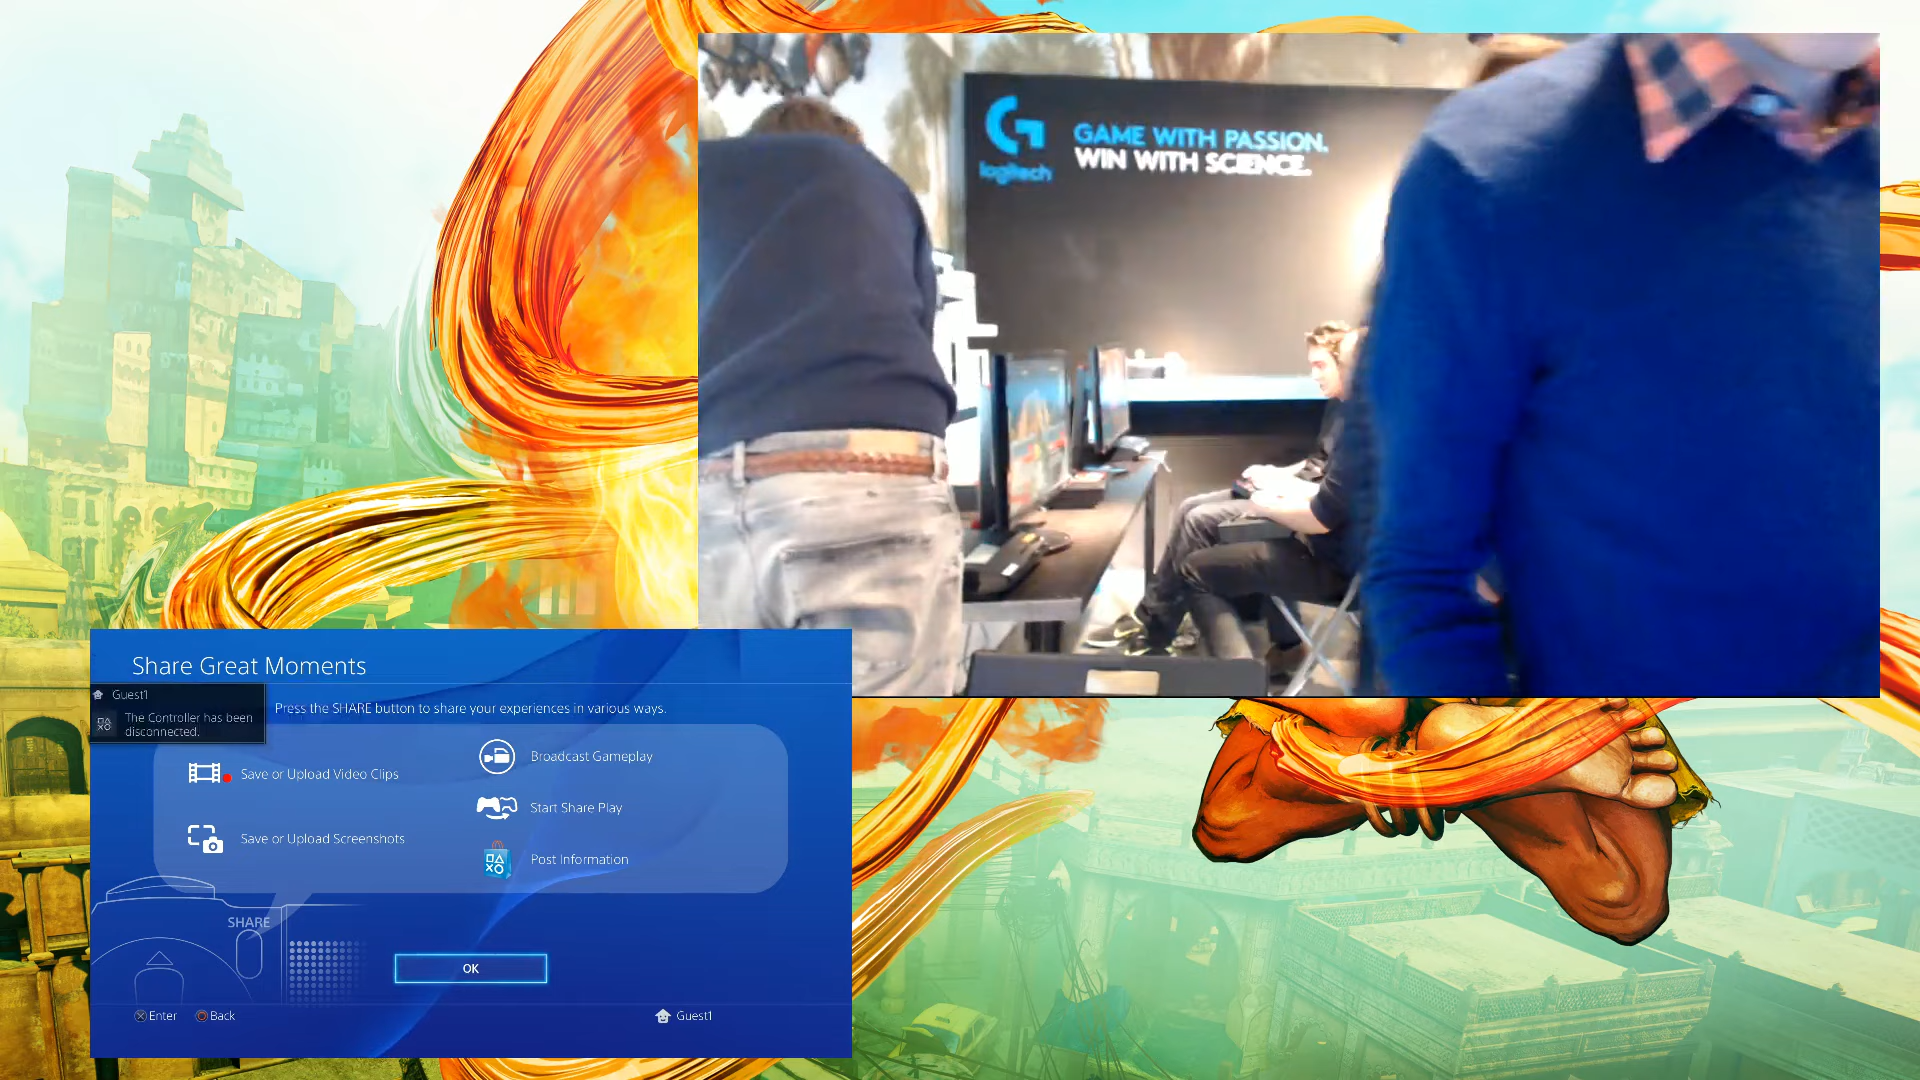 G
logitech
GAME WITH PASSION.
WIN WITH SCIENCE.
Share Great Moments
Guest1
The Controller has been
disconnected.
Press the SHARE button to share your experiences in various ways.
Save or Upload Video Clips
Broadcast Gameplay
Start Share Play
Save or Upload Screenshots
Post Information
SHARE
OK
Enter
Back
Guest1